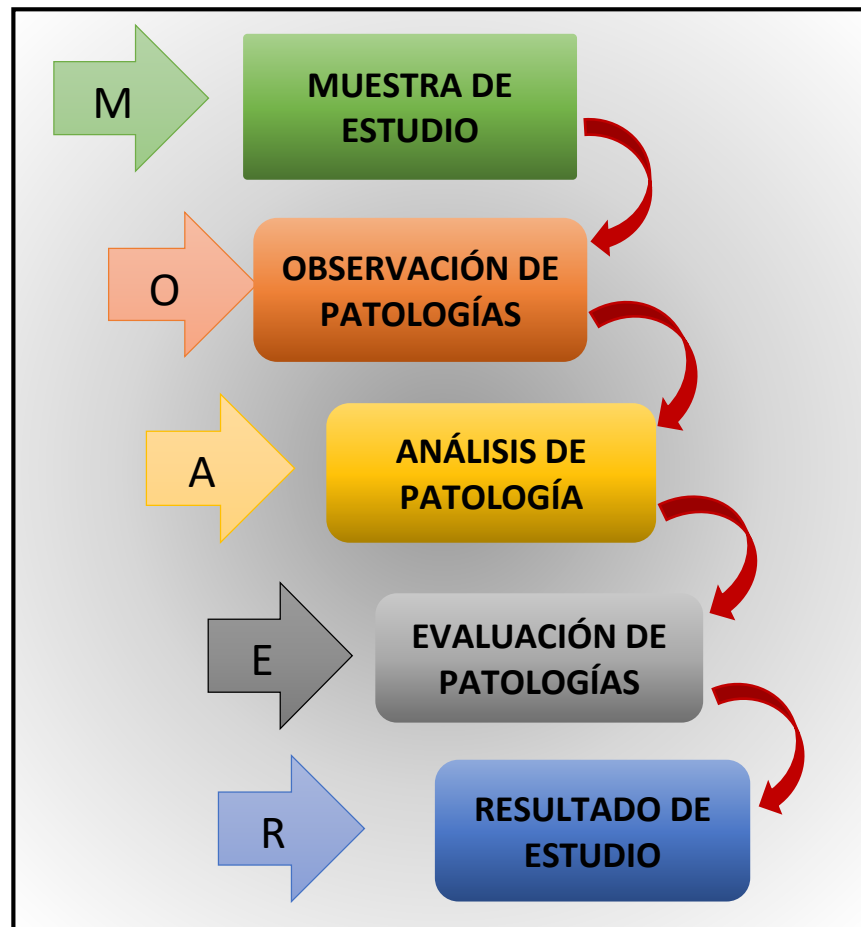 M
MUESTRA DE
ESTUDIO
O
OBSERVACIÓN DE
PATOLOGÍAS
A
ANÁLISIS DE
PATOLOGÍA
E
EVALUACIÓN DE
PATOLOGÍAS
R
RESULTADO DE
ESTUDIO